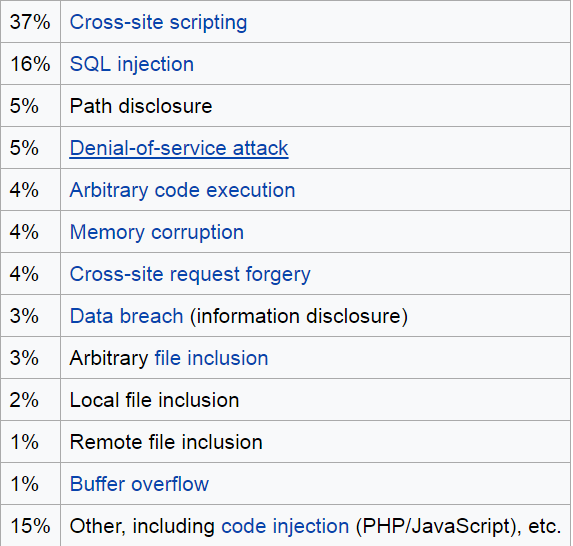 37% Cross-site scripting
16% SQL injection
5% Path disclosure
5% Denial-of-service attack
4% Arbitrary code execution
4% Memory corruption
4% Cross-site request forgery
3% Data breach (information disclosure)
3% Arbitrary file inclusion
2% Local file inclusion
1% Remote file inclusion
1% Buffer overflow
15% Other, including code injection (PHP/JavaScript), etc.